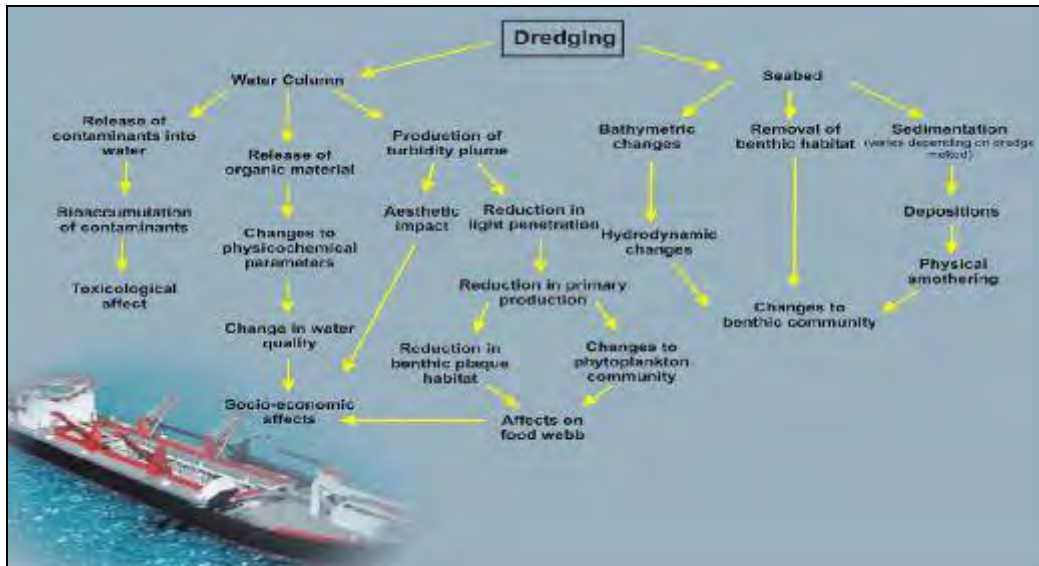 Dredging
Water Column
Seabed
Release of
contaminants into
water
Release of
organic material
Production of
turbidity plume
Bathymetric
changes
Removal of
benthic habitat
Sedimentation
(varies depending on dredge
method)
Bioaccumulation
of contaminants
Changes to
physicochemical
parameters
Aesthetic
impact
Reduction in
light penetration
Hydrodynamic
changes
Depositions
Toxicological
affect
Reduction in primary
production
Physical
smothering
Change in water
quality
Reduction in
benthic plaque
habitat
Changes to
phytoplankton
community
Changes to
benthic community
Socio-economic
affects
Affects on
food webb